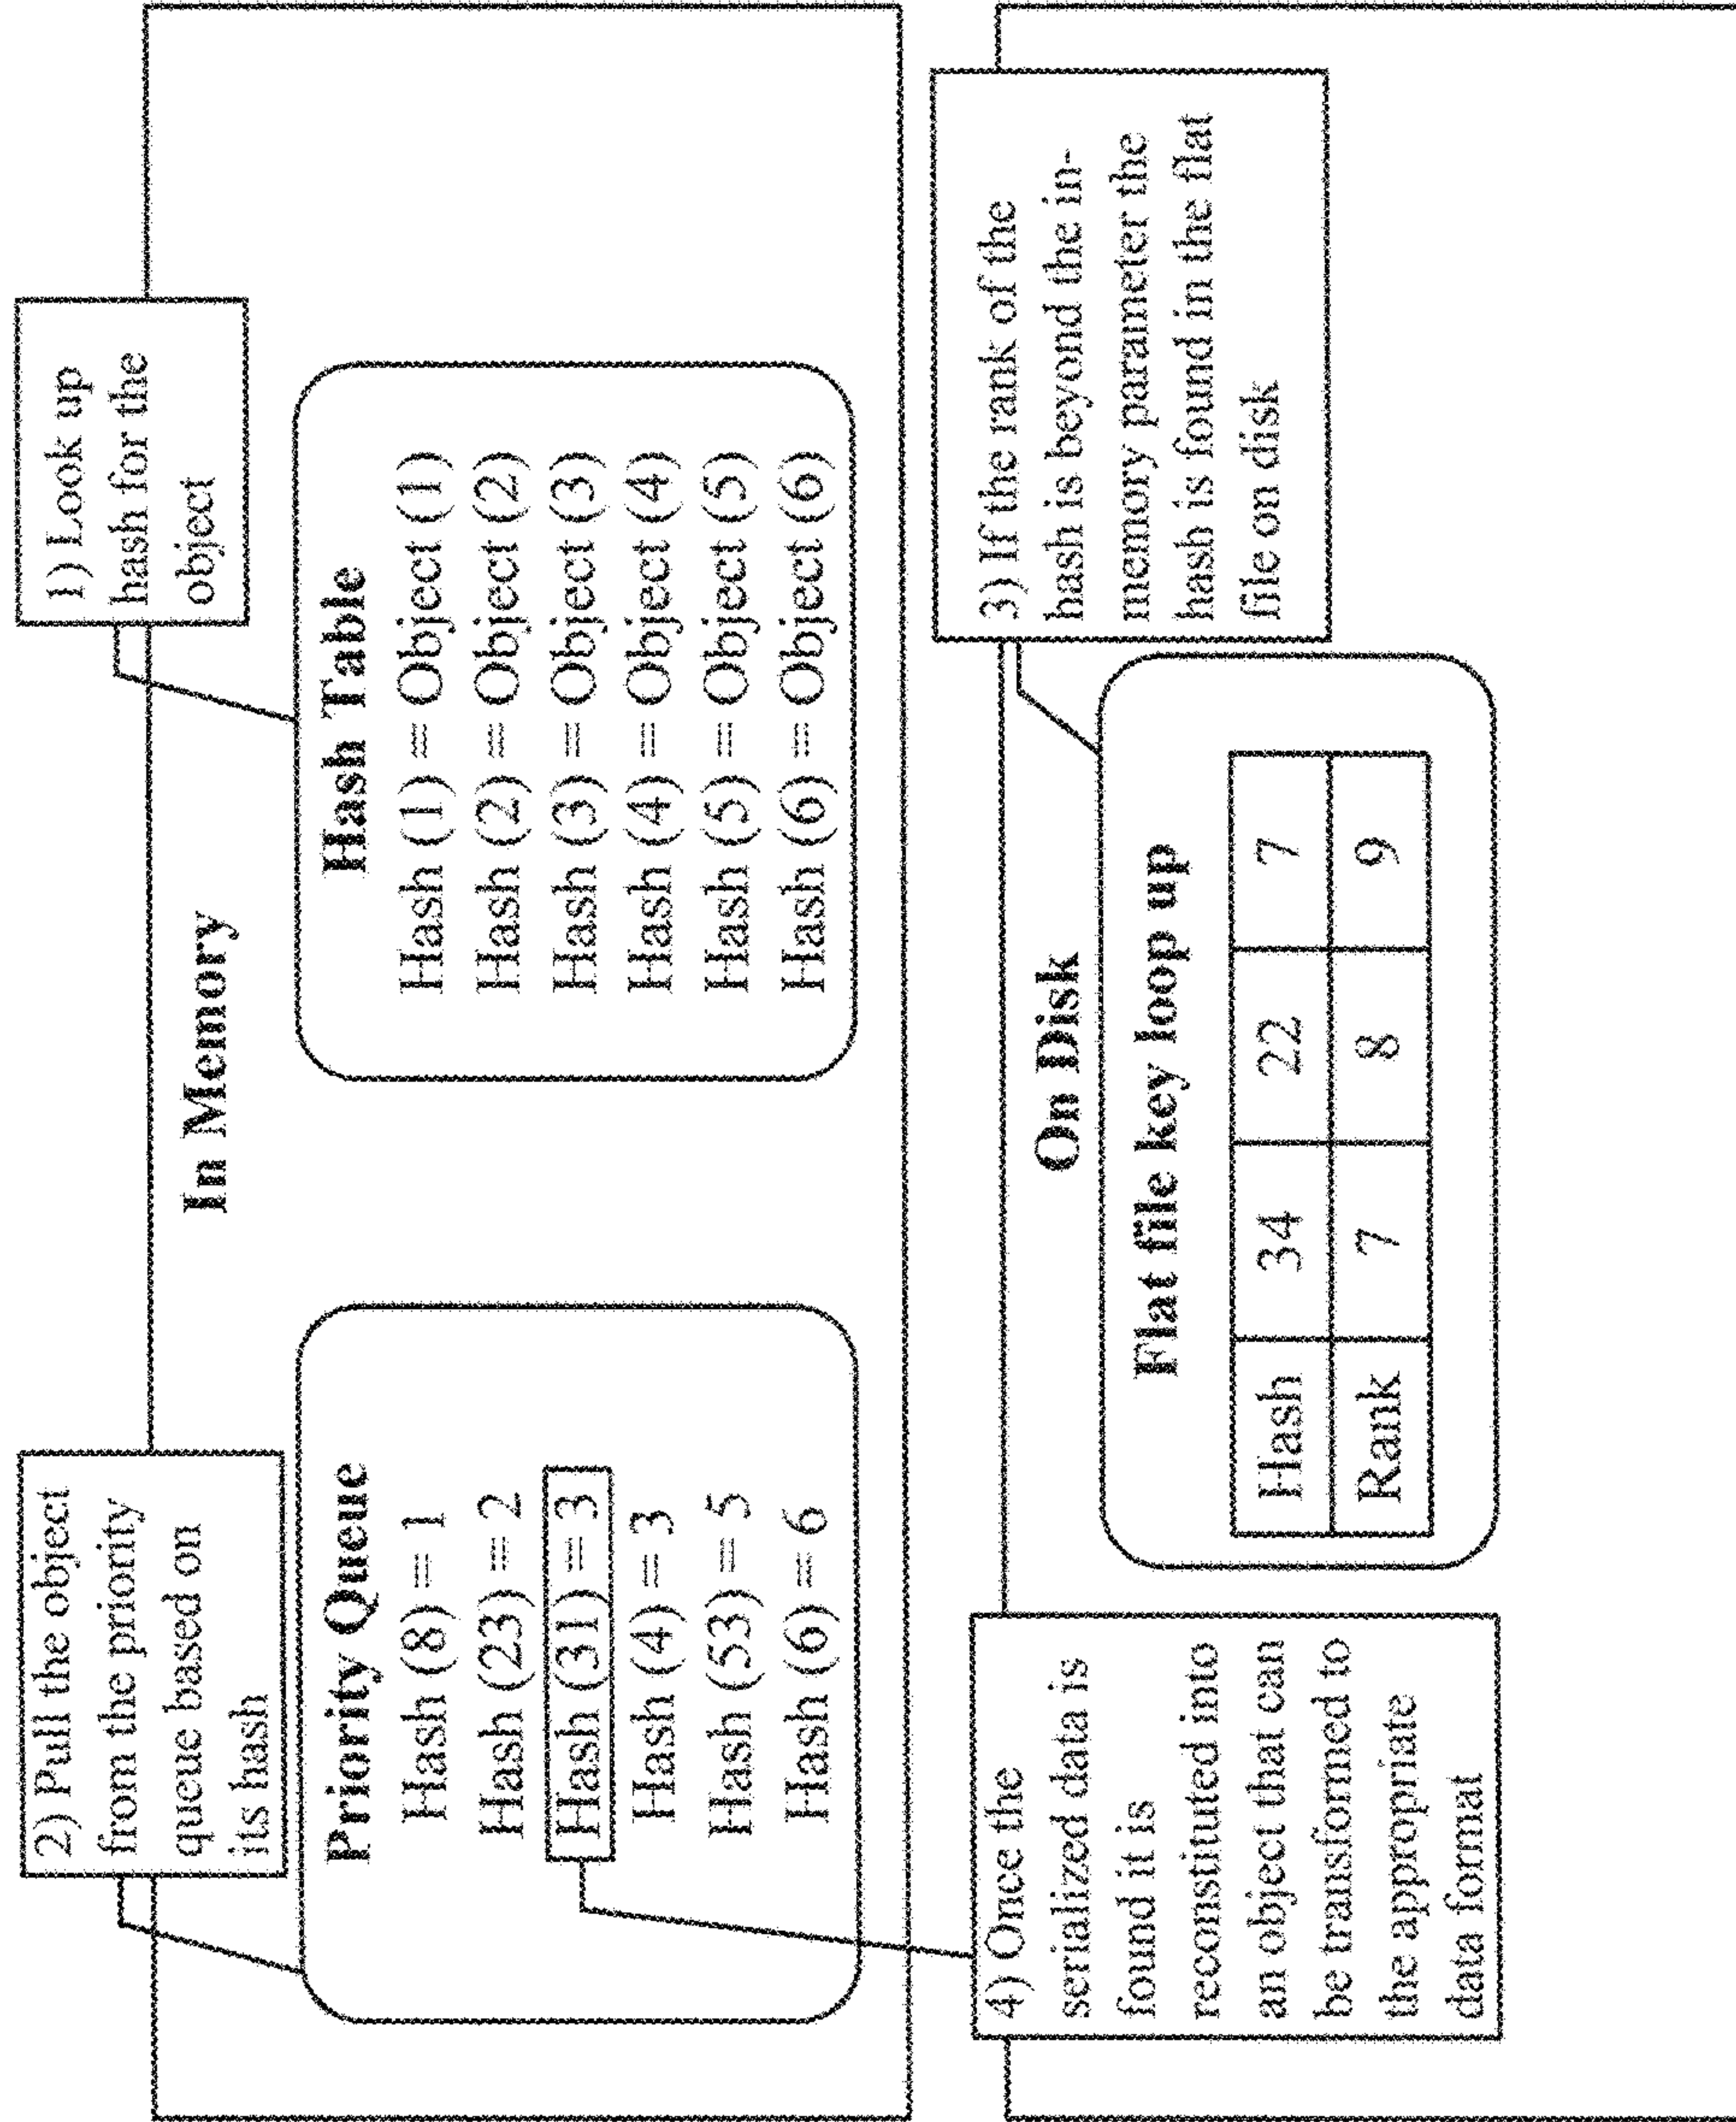 2) Pull the object
from the priority
queue based on
its hash
1) Look up
hash for the
object
In Memory
Priority Queue
Hash (8) = 1
Hash (23) = 2
Hash (31) = 3
Hash (4) = 3
Hash (53) = 5
Hash (6) = 6
Hash Table
Hash (1) = Object (1)
Hash (2) = Object (2)
Hash (3) = Object (3)
Hash (4) = Object (4)
Hash (5) = Object (5)
Hash (6) = Object (6)
4) Once the
serialized data is
found it is
reconstituted into
an object that can
be transformed to
the appropriate
data format
On Disk
Flat file key loop up
Hash 34 22 7
Rank 7 8 9
3) If the rank of the
hash is beyond the in-
memory parameter the
hash is found in the flat
file on disk